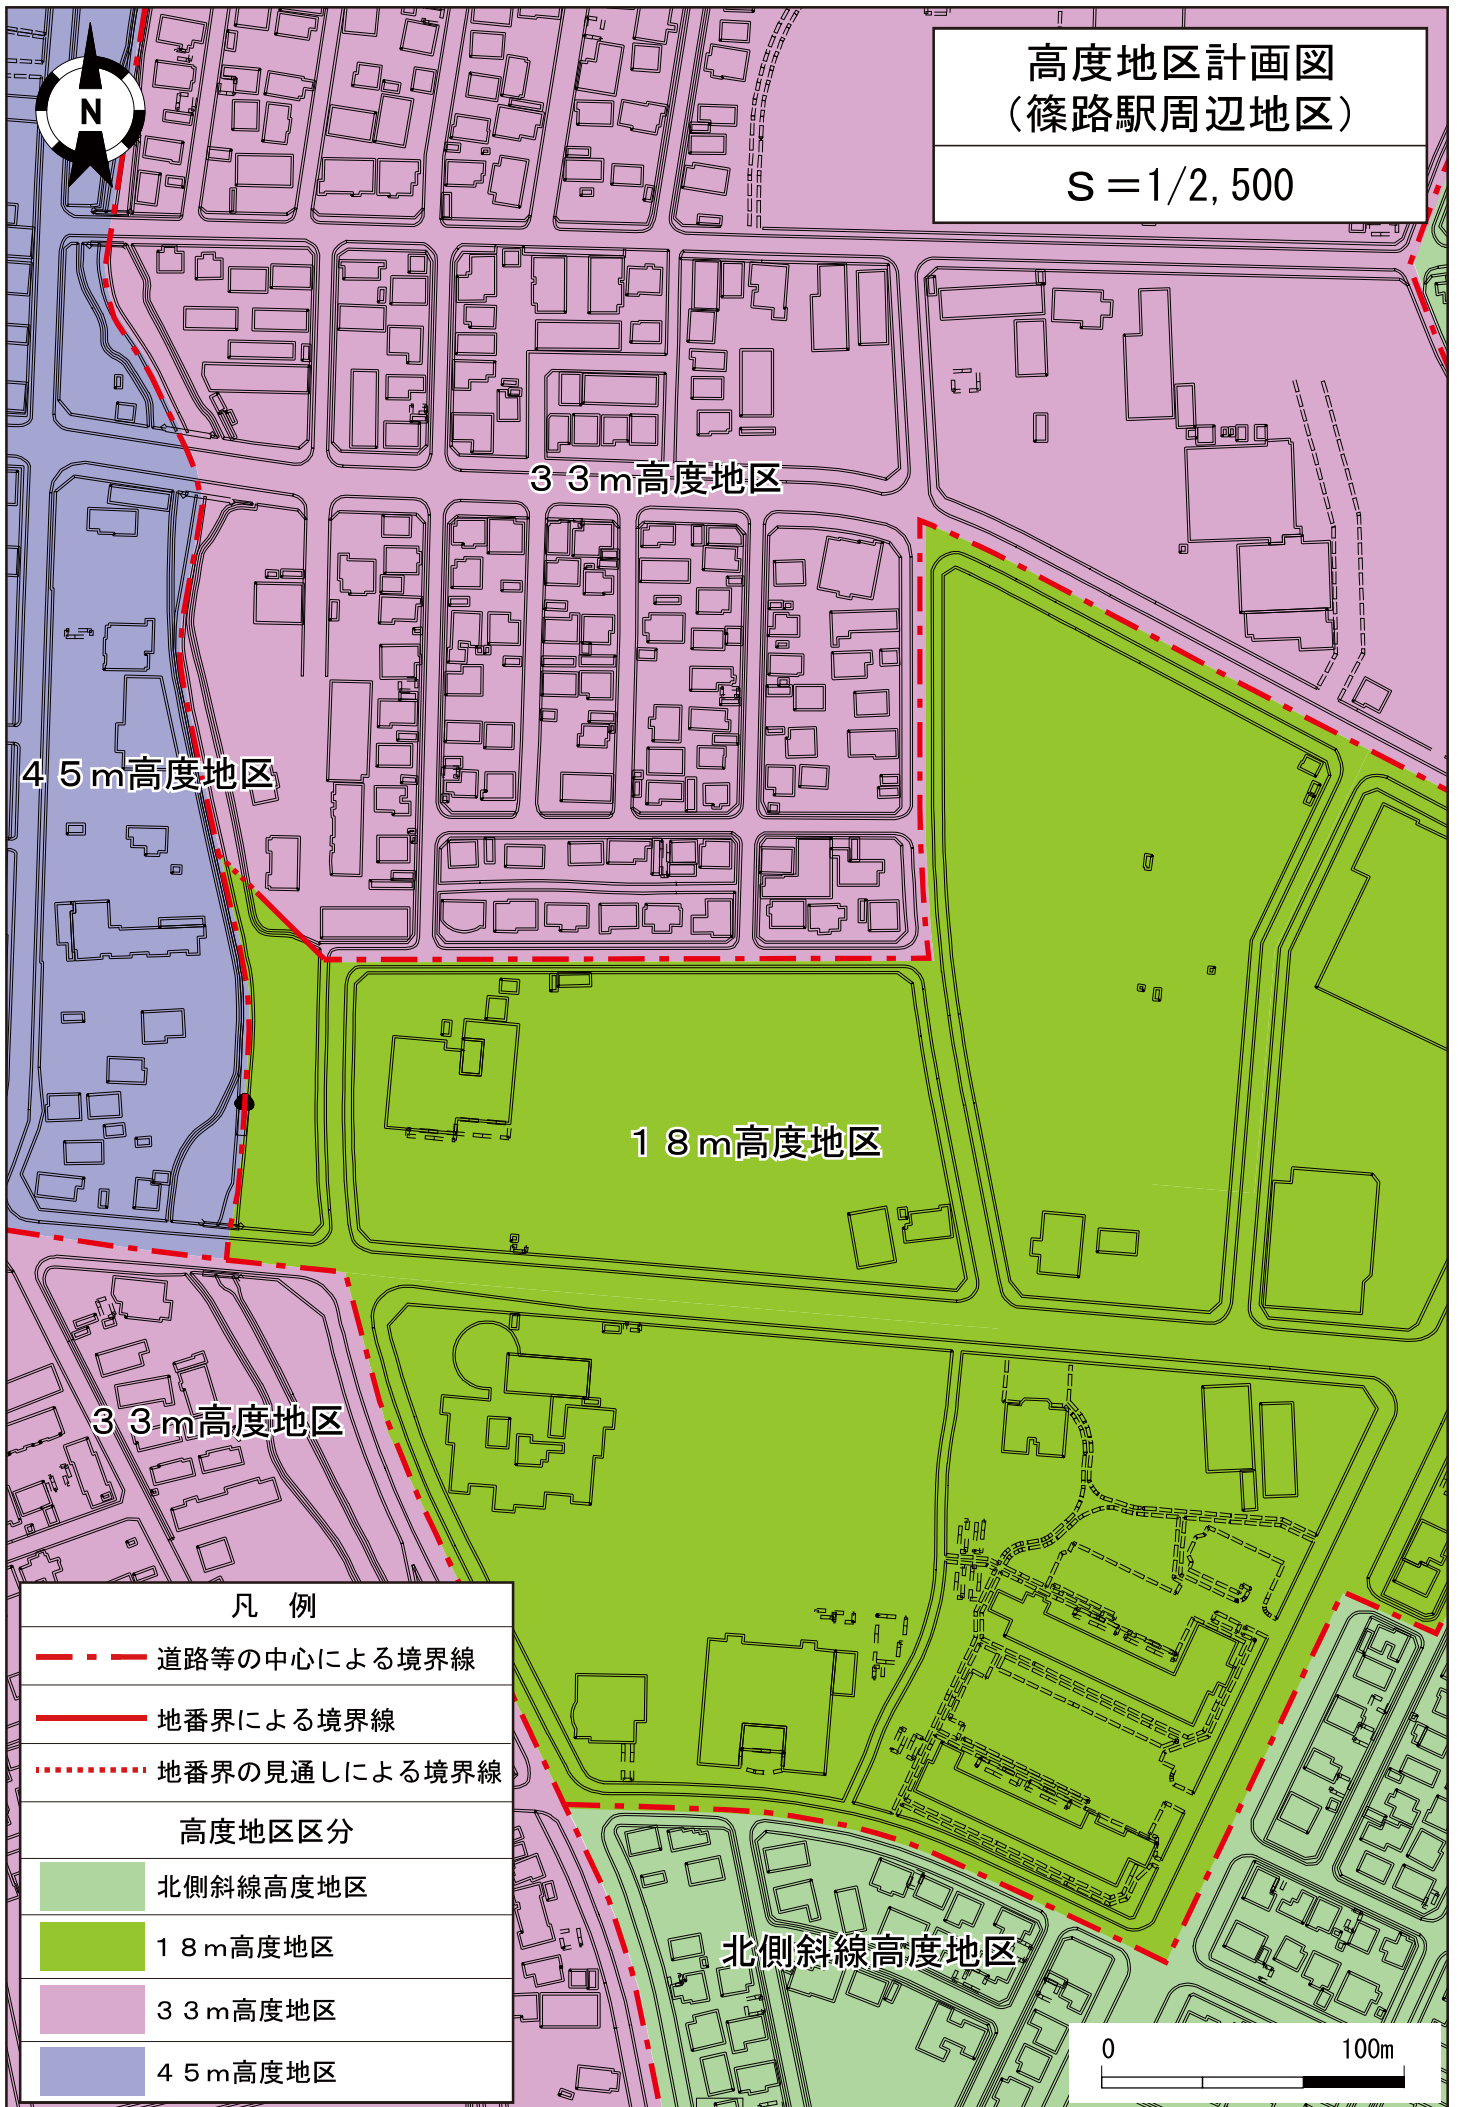 N
高度地区計画図
（篠路駅周辺地区）
S＝1/2,500
３３ｍ高度地区
４５ｍ高度地区
１８ｍ高度地区
３３ｍ高度地区
北側斜線高度地区
凡　例
道路等の中心による境界線
地番界による境界線
地番界の見通しによる境界線
高度地区区分
北側斜線高度地区
１８ｍ高度地区
３３ｍ高度地区
４５ｍ高度地区
0 100m